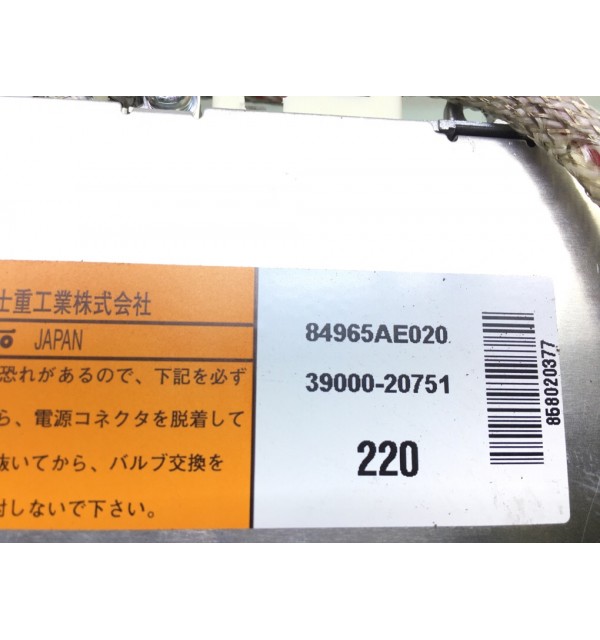 士重工業株式会社
JAPAN
恐れがあるので、下記を必ず
ら、電源コネクタを脱着して
抜いてから、バルブ交換を
付しないで下さい。
84965AE020
39000-20751
220
858020377